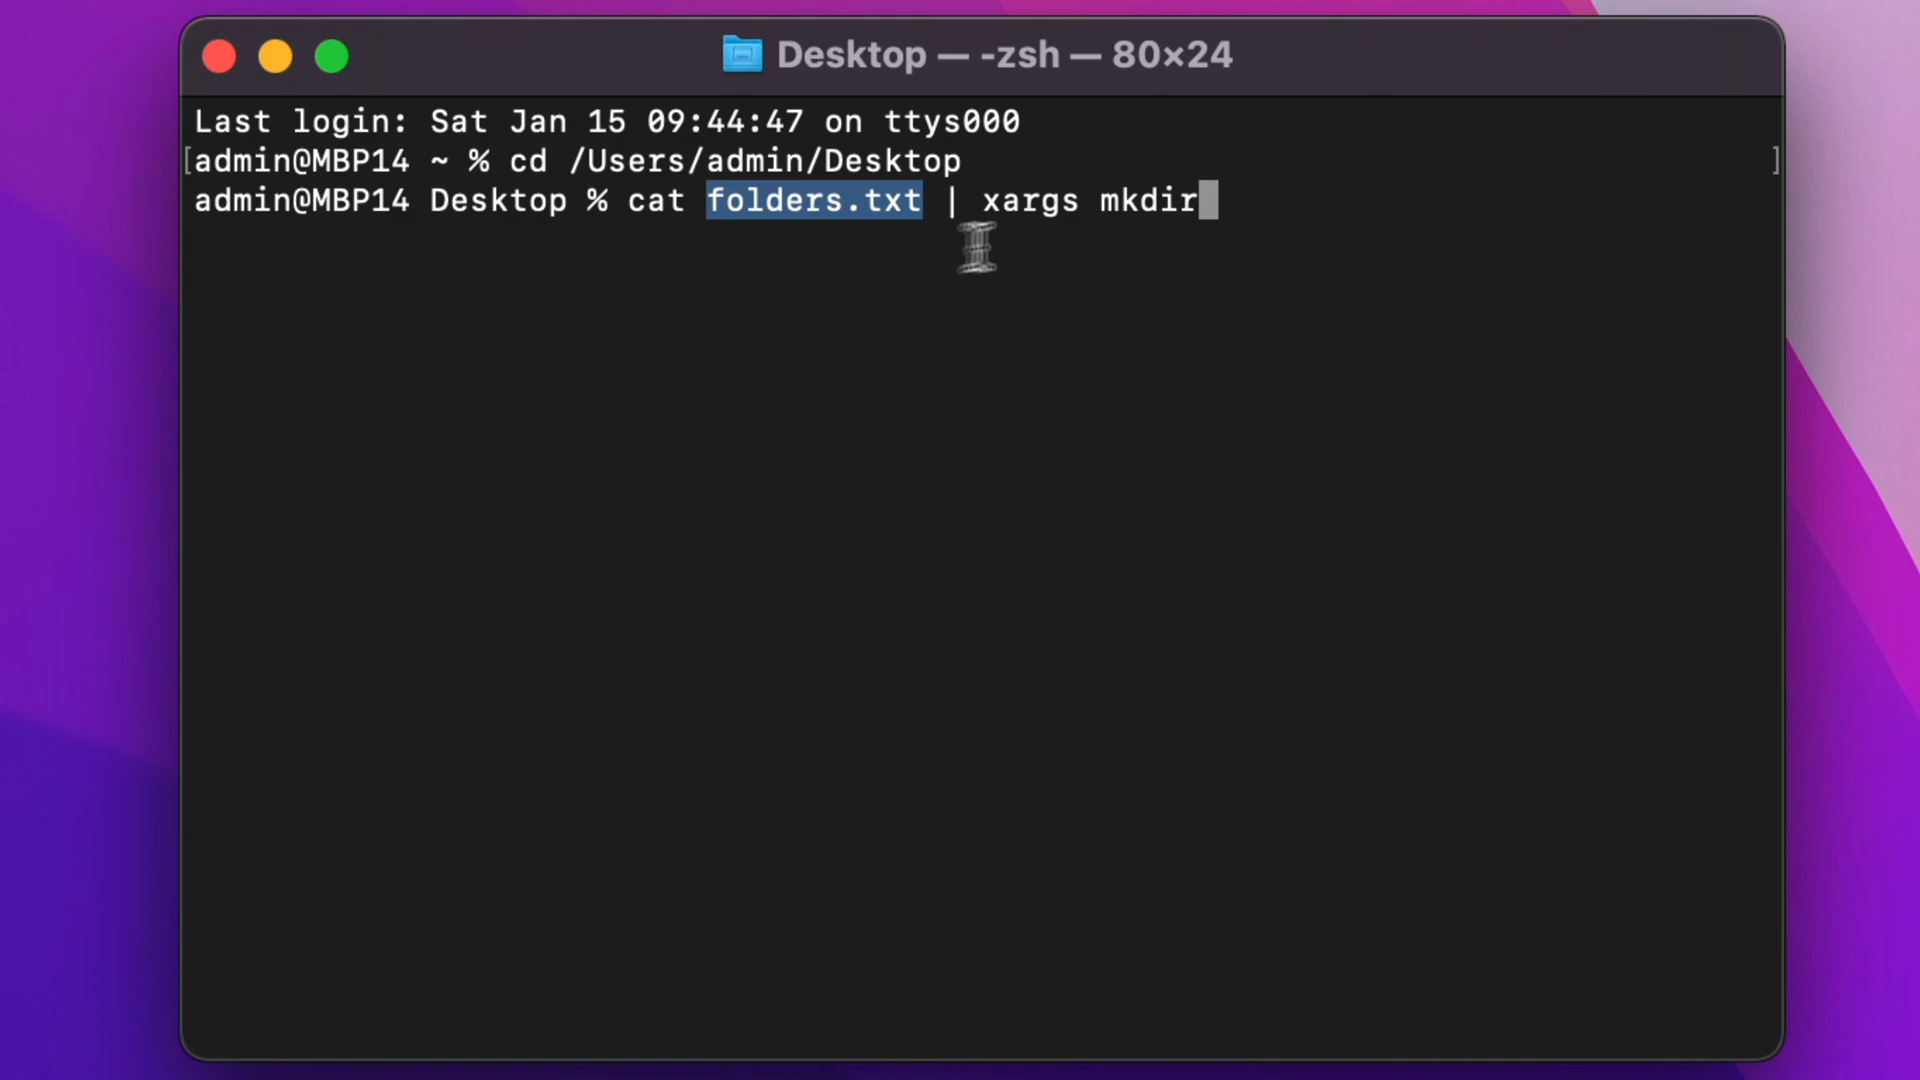 Desktop — -zsh — 80×24
Last login: Sat Jan 15 09:44:47 on ttys000
[admin@MBP14 ~ % cd /Users/admin/Desktop ]
admin@MBP14 Desktop % cat folders.txt | xargs mkdir